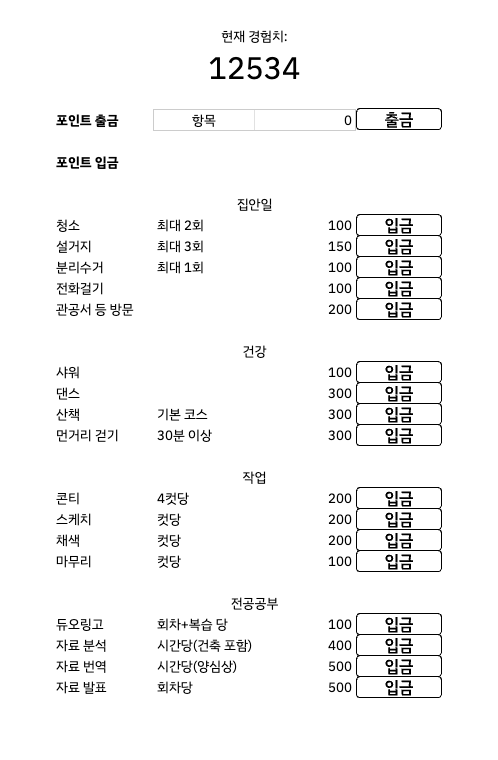 현재 경험치:
12534
포인트 출금 항목 0 출금
포인트 입금
집안일
청소 최대 2회 100 입금
설거지 최대 3회 150 입금
분리수거 최대 1회 100 입금
전화걸기 100 입금
관공서 등 방문 200 입금
건강
샤워 100 입금
댄스 300 입금
산책 기본 코스 300 입금
먼거리 걷기 30분 이상 300 입금
작업
콘티 4컷당 200 입금
스케치 컷당 200 입금
채색 컷당 200 입금
마무리 컷당 100 입금
전공공부
듀오링고 회차+복습 당 100 입금
자료 분석 시간당(건축 포함) 400 입금
자료 번역 시간당(양심상) 500 입금
자료 발표 회차당 500 입금